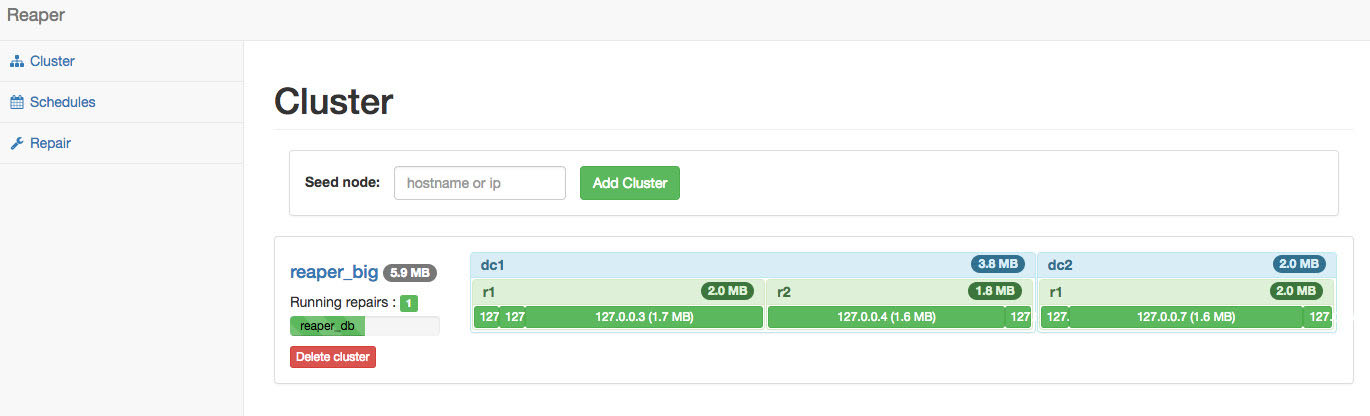 Reaper
Cluster
Schedules
Repair
Cluster
Seed node: hostname or ip Add Cluster
reaper_big 5.9 MB
Running repairs : 1
reaper_db
Delete cluster
dc1 3.8 MB dc2 2.0 MB
r1 2.0 MB r2 1.8 MB r1 2.0 MB
127 127 127.0.0.3 (1.7 MB) 127.0.0.4 (1.6 MB) 127 127. 127.0.0.7 (1.6 MB) 127.